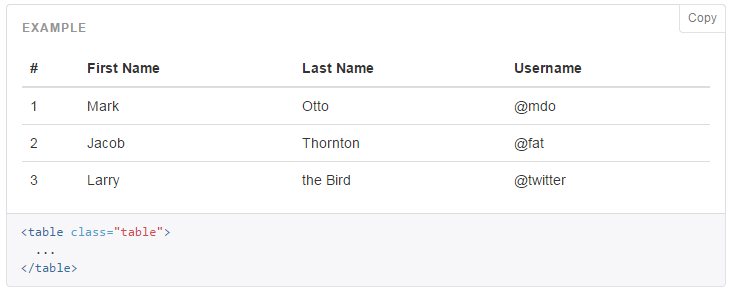 Copy
EXAMPLE
# First Name Last Name Username
1 Mark Otto @mdo
2 Jacob Thornton @fat
3 Larry the Bird @twitter
<table class="table">
  ...
</table>